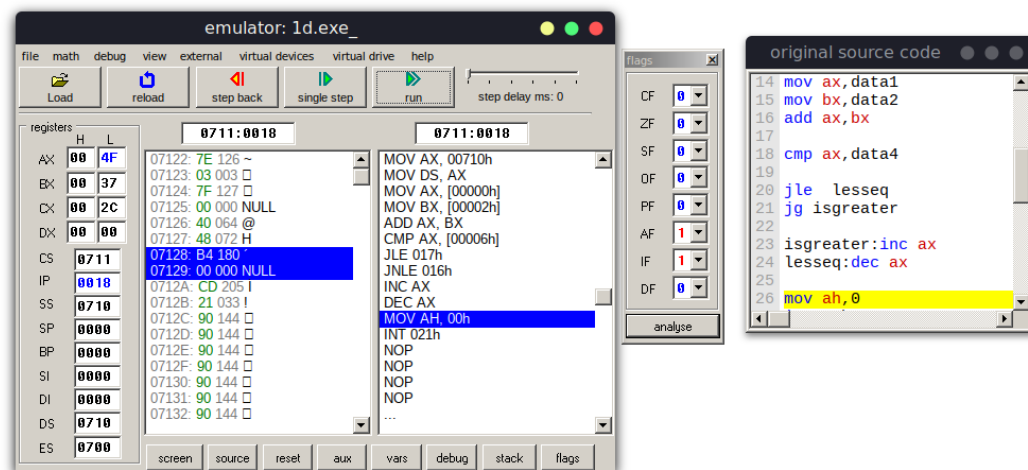 emulator: 1d.exe_
file math debug view external virtual devices virtual drive help
Load reload step back single step run step delay ms: 0
registers
H L
AX 00 4F
BX 00 37
CX 00 2C
DX 00 00
CS 0711
IP 0018
SS 0710
SP 0000
BP 0000
SI 0000
DI 0000
DS 0710
ES 0700
0711:0018
07122: 7E 126 ~
07123: 03 003
07124: 7F 127
07125: 00 000 NULL
07126: 40 064 @
07127: 48 072 H
07128: B4 180 ´
07129: 00 000 NULL
0712A: CD 205 Í
0712B: 21 033 !
0712C: 90 144
0712D: 90 144
0712E: 90 144
0712F: 90 144
07130: 90 144
07131: 90 144
07132: 90 144
0711:0018
MOV AX, 00710h
MOV DS, AX
MOV AX, [00000h]
MOV BX, [00002h]
ADD AX, BX
CMP AX, [00006h]
JLE 017h
JNLE 016h
INC AX
DEC AX
MOV AH, 00h
INT 021h
NOP
NOP
NOP
NOP
...
screen source reset aux vars debug stack flags
flags
CF 0
ZF 0
SF 0
OF 0
PF 0
AF 1
IF 1
DF 0
analyse
original source code
14 mov ax,data1
15 mov bx,data2
16 add ax,bx
17
18 cmp ax,data4
19
20 jle lesseq
21 jg isgreater
22
23 isgreater:inc ax
24 lesseq:dec ax
25
26 mov ah,0